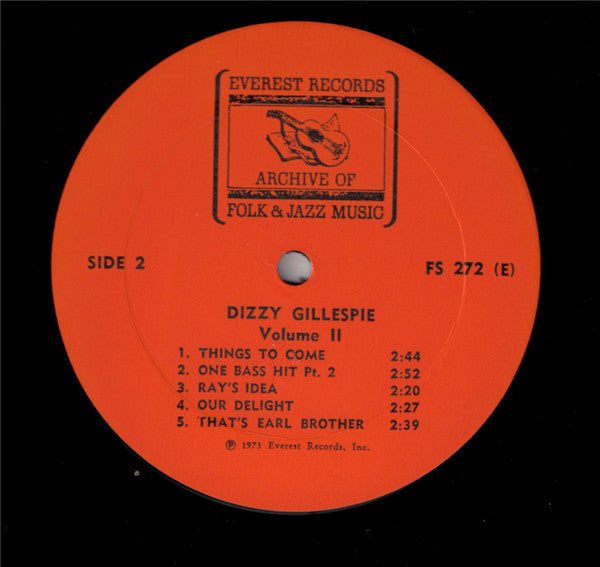 EVEREST RECORDS
ARCHIVE OF
FOLK & JAZZ MUSIC
SIDE 2
FS 272 (E)
DIZZY GILLESPIE
Volume II
1. THINGS TO COME 2:44
2. ONE BASS HIT Pt. 2 2:52
3. RAY'S IDEA 2:20
4. OUR DELIGHT 2:27
5. THAT'S EARL BROTHER 2:39
℗ 1973 Everest Records, Inc.